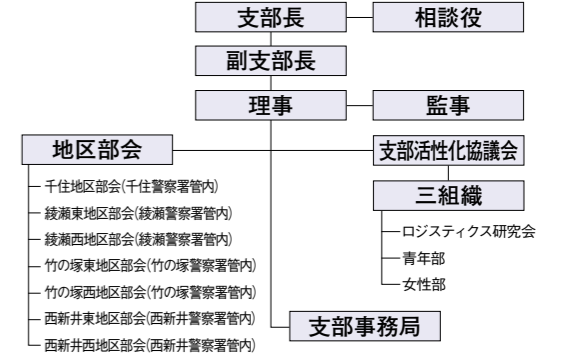 支部長
相談役
副支部長
理事
監事
地区部会
支部活性化協議会
千住地区部会(千住警察署管内)
綾瀬東地区部会(綾瀬警察署管内)
綾瀬西地区部会(綾瀬警察署管内)
竹の塚東地区部会(竹の塚警察署管内)
竹の塚西地区部会(竹の塚警察署管内)
西新井東地区部会(西新井警察署管内)
西新井西地区部会(西新井警察署管内)
三組織
ロジスティクス研究会
青年部
女性部
支部事務局